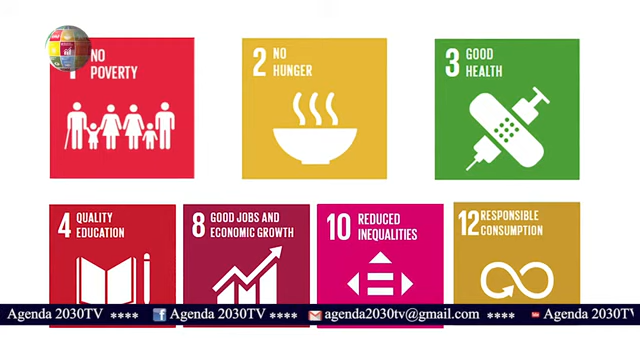 1 NO
POVERTY
2 NO
HUNGER
3 GOOD
HEALTH
4 QUALITY
EDUCATION
8 GOOD JOBS AND
ECONOMIC GROWTH
10 REDUCED
INEQUALITIES
12 RESPONSIBLE
CONSUMPTION
Agenda 2030TV **** Agenda 2030TV **** agenda2030tv@gmail.com **** Agenda 2030TV